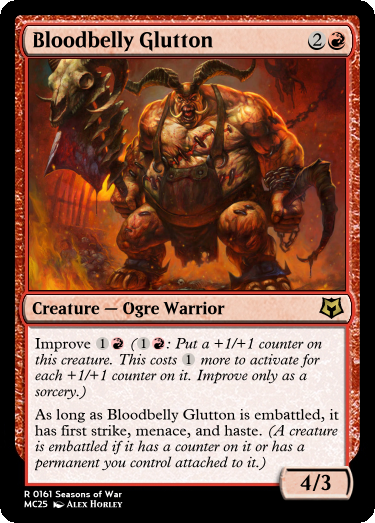 Bloodbelly Glutton 2
Creature — Ogre Warrior
Improve 1 (1: Put a +1/+1 counter on
this creature. This costs 1 more to activate for
each +1/+1 counter on it. Improve only as a
sorcery.)
As long as Bloodbelly Glutton is embattled, it
has first strike, menace, and haste. (A creature
is embattled if it has a counter on it or has a
permanent you control attached to it.)
4/3
R 0161 Seasons of War
MC25 Alex Horley